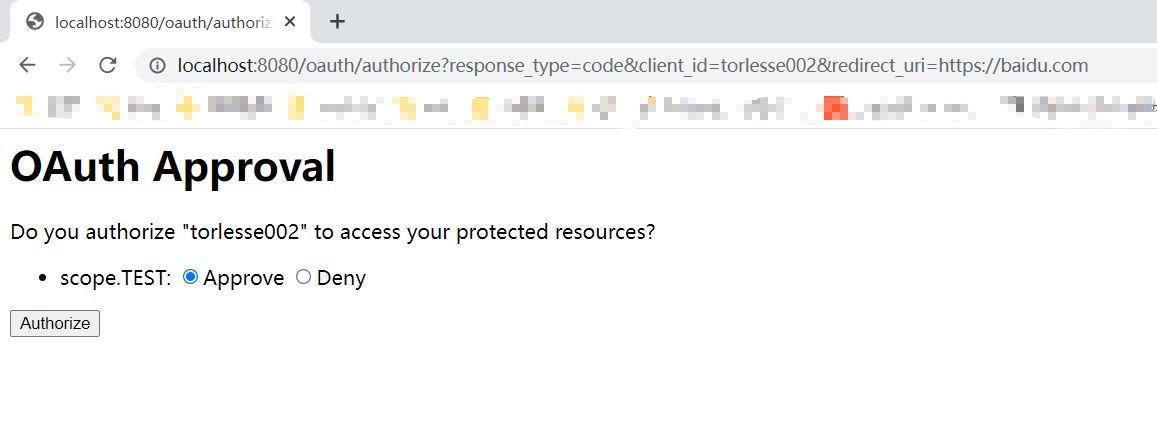 localhost:8080/oauth/authoriz
localhost:8080/oauth/authorize?response_type=code&client_id=torlesse002&redirect_uri=https://baidu.com
OAuth Approval
Do you authorize "torlesse002" to access your protected resources?
scope.TEST: Approve Deny
Authorize